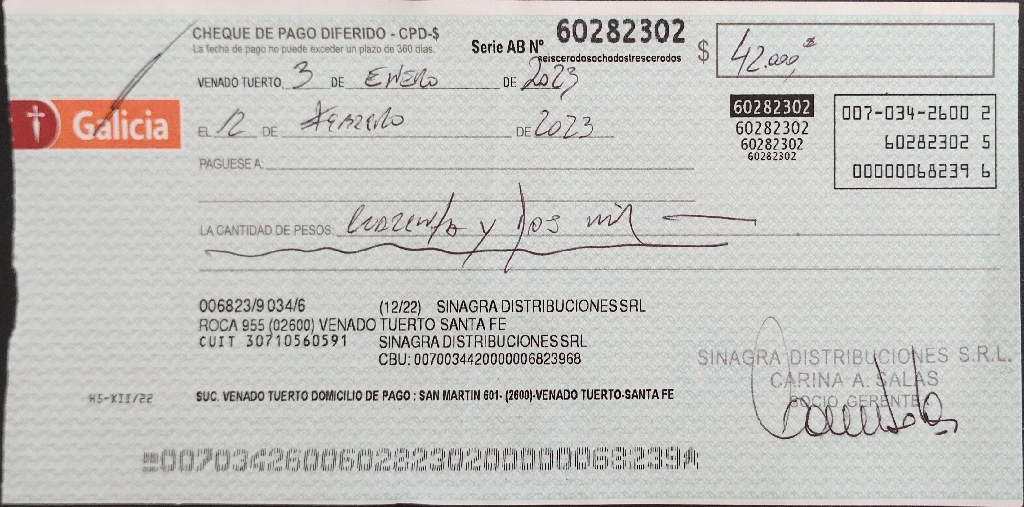 CHEQUE DE PAGO DIFERIDO - CPD-$
La fecha de pago no puede exceder un plazo de 360 días.
Serie AB Nº 60282302
seiscerodosochodostrescerodos
$ 42.000
VENADO TUERTO 3 DE ENERO DE 2023
Galicia
EL 12 DE Febrero DE 2023
60282302
60282302
60282302
60282302
007-034-2600 2
60282302 5
00000068239 6
PAGUESE A:
LA CANTIDAD DE PESOS: Cuarenta y dos mil
006823/9 034/6 (12/22) SINAGRA DISTRIBUCIONES SRL
ROCA 955 (02600) VENADO TUERTO SANTA FE
CUIT 30710560591 SINAGRA DISTRIBUCIONES SRL
CBU: 0070034420000006823968
SINAGRA DISTRIBUCIONES S.R.L.
CARINA A. SALAS
SOCIO GERENTE
HS-XII/22
SUC. VENADO TUERTO DOMICILIO DE PAGO : SAN MARTIN 601- (2600)-VENADO TUERTO-SANTA FE
00703426006028230200000068239